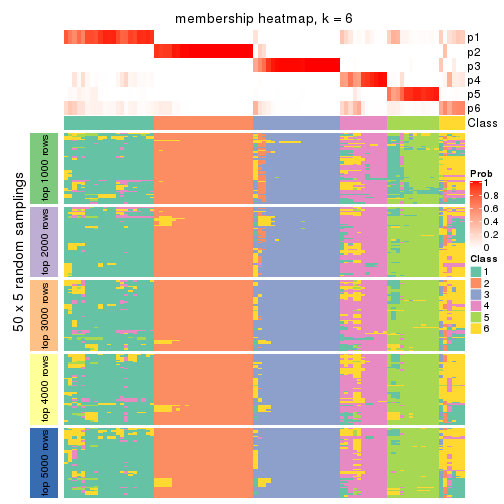 membership heatmap, k = 6
p1
p2
p3
p4
p5
p6
Class
50 x 5 random samplings
top 1000 rows
top 2000 rows
top 3000 rows
top 4000 rows
top 5000 rows
Prob
1
0.8
0.6
0.4
0.2
0
Class
1
2
3
4
5
6